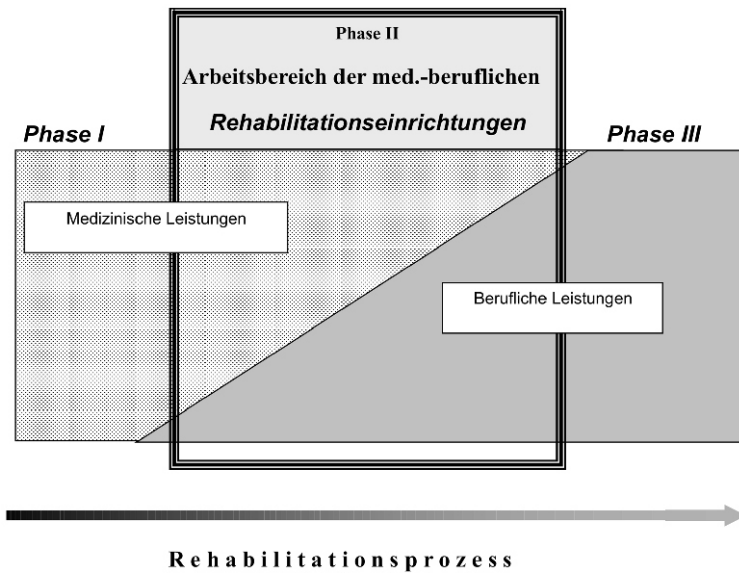 Phase II
Arbeitsbereich der med.-beruflichen
Rehabilitationseinrichtungen
Phase I
Phase III
Medizinische Leistungen
Berufliche Leistungen
Rehabilitationsprozess